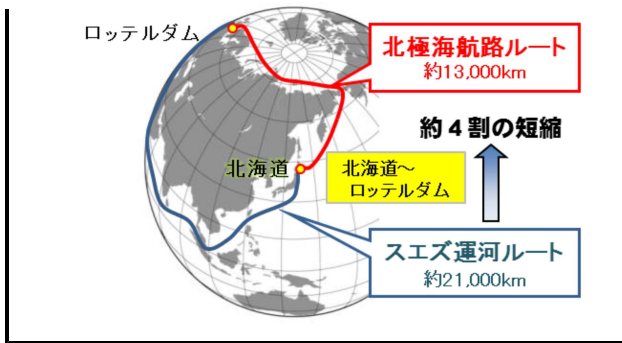 ロッテルダム
北極海航路ルート
約13,000km
約４割の短縮
北海道
北海道～
ロッテルダム
スエズ運河ルート
約21,000km